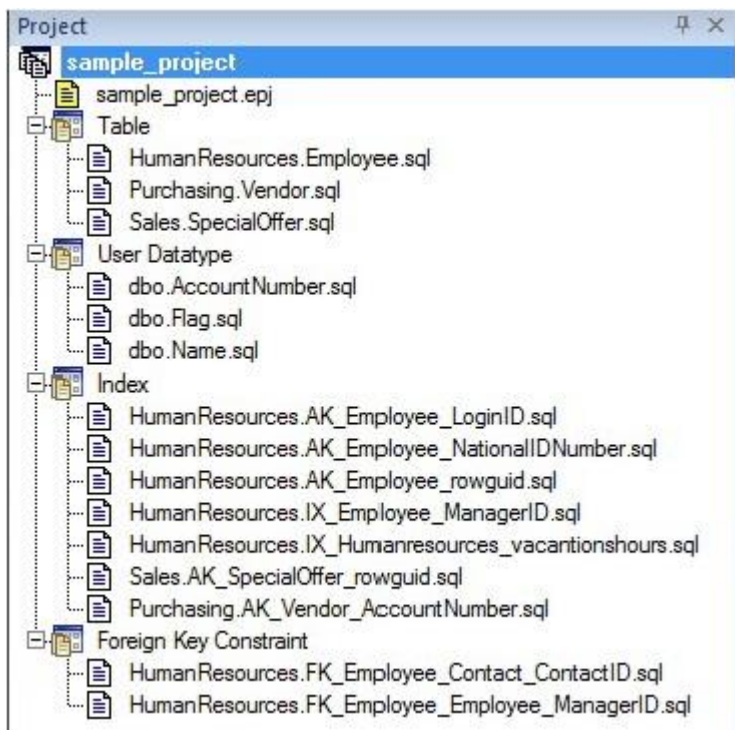 Project
sample_project
sample_project.epj
Table
HumanResources.Employee.sql
Purchasing.Vendor.sql
Sales.SpecialOffer.sql
User Datatype
dbo.AccountNumber.sql
dbo.Flag.sql
dbo.Name.sql
Index
HumanResources.AK_Employee_LoginID.sql
HumanResources.AK_Employee_NationalIDNumber.sql
HumanResources.AK_Employee_rowguid.sql
HumanResources.IX_Employee_ManagerID.sql
HumanResources.IX_Humanresources_vacantionshours.sql
Sales.AK_SpecialOffer_rowguid.sql
Purchasing.AK_Vendor_AccountNumber.sql
Foreign Key Constraint
HumanResources.FK_Employee_Contact_ContactID.sql
HumanResources.FK_Employee_Employee_ManagerID.sql